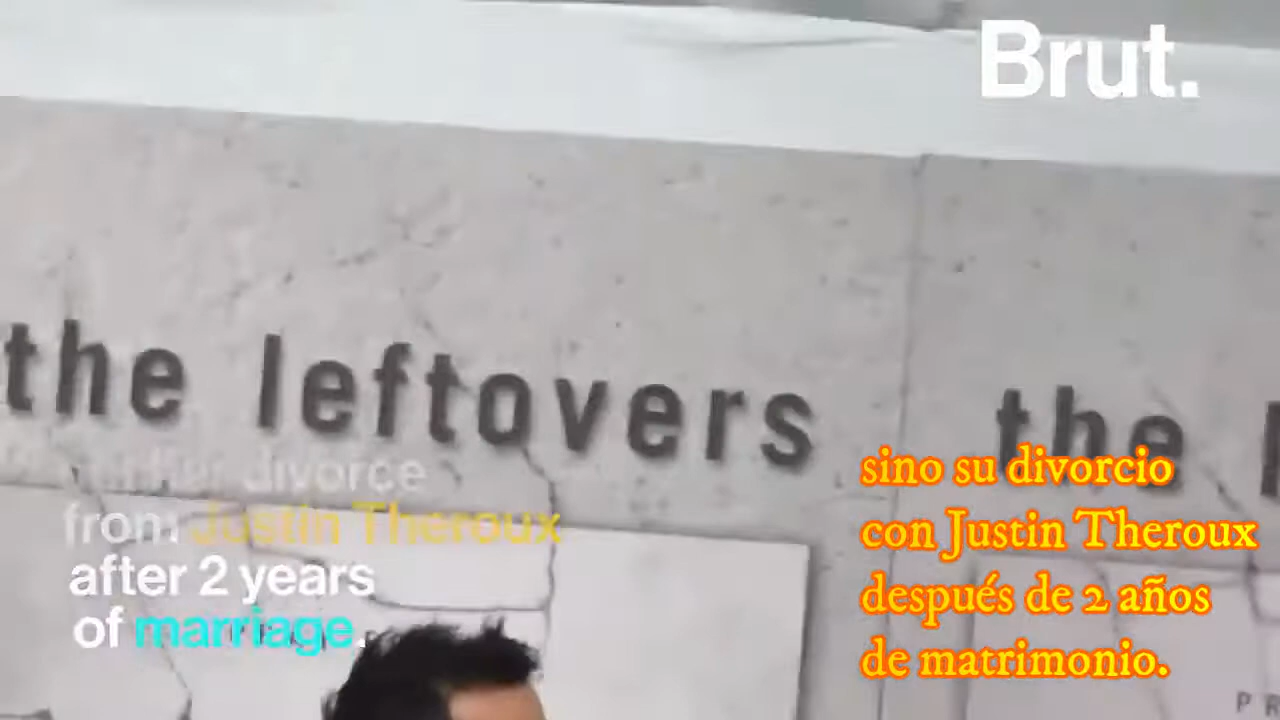 Brut.
the leftovers
the
divorce
from Justin Theroux
after 2 years
of marriage.
sino su divorcio
con Justin Theroux
después de 2 años
de matrimonio.